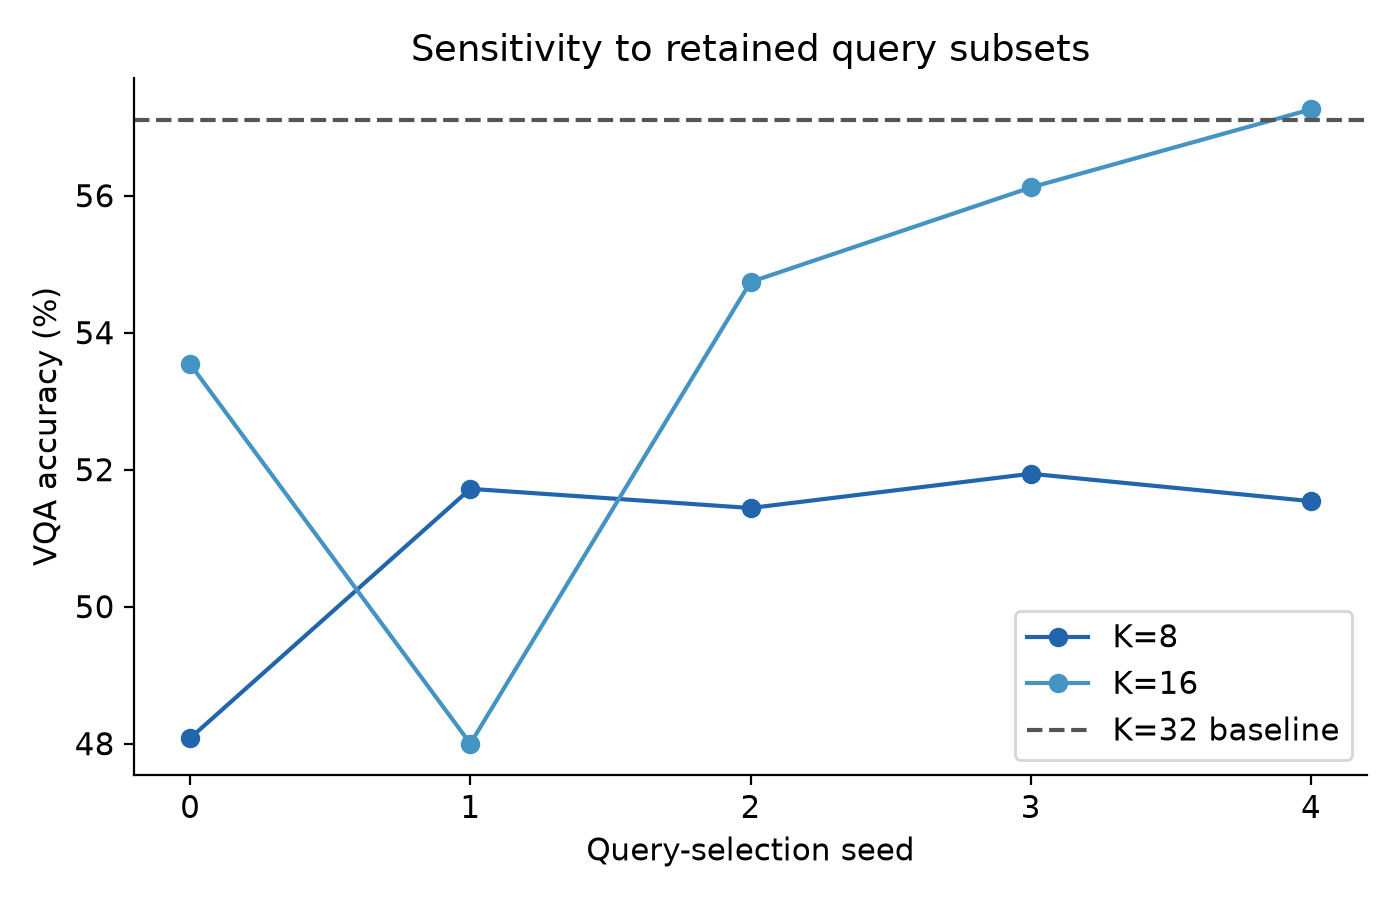 Sensitivity to retained query subsets
VQA accuracy (%)
56
54
52
50
48
K=8
K=16
K=32 baseline
0
1
2
3
4
Query-selection seed